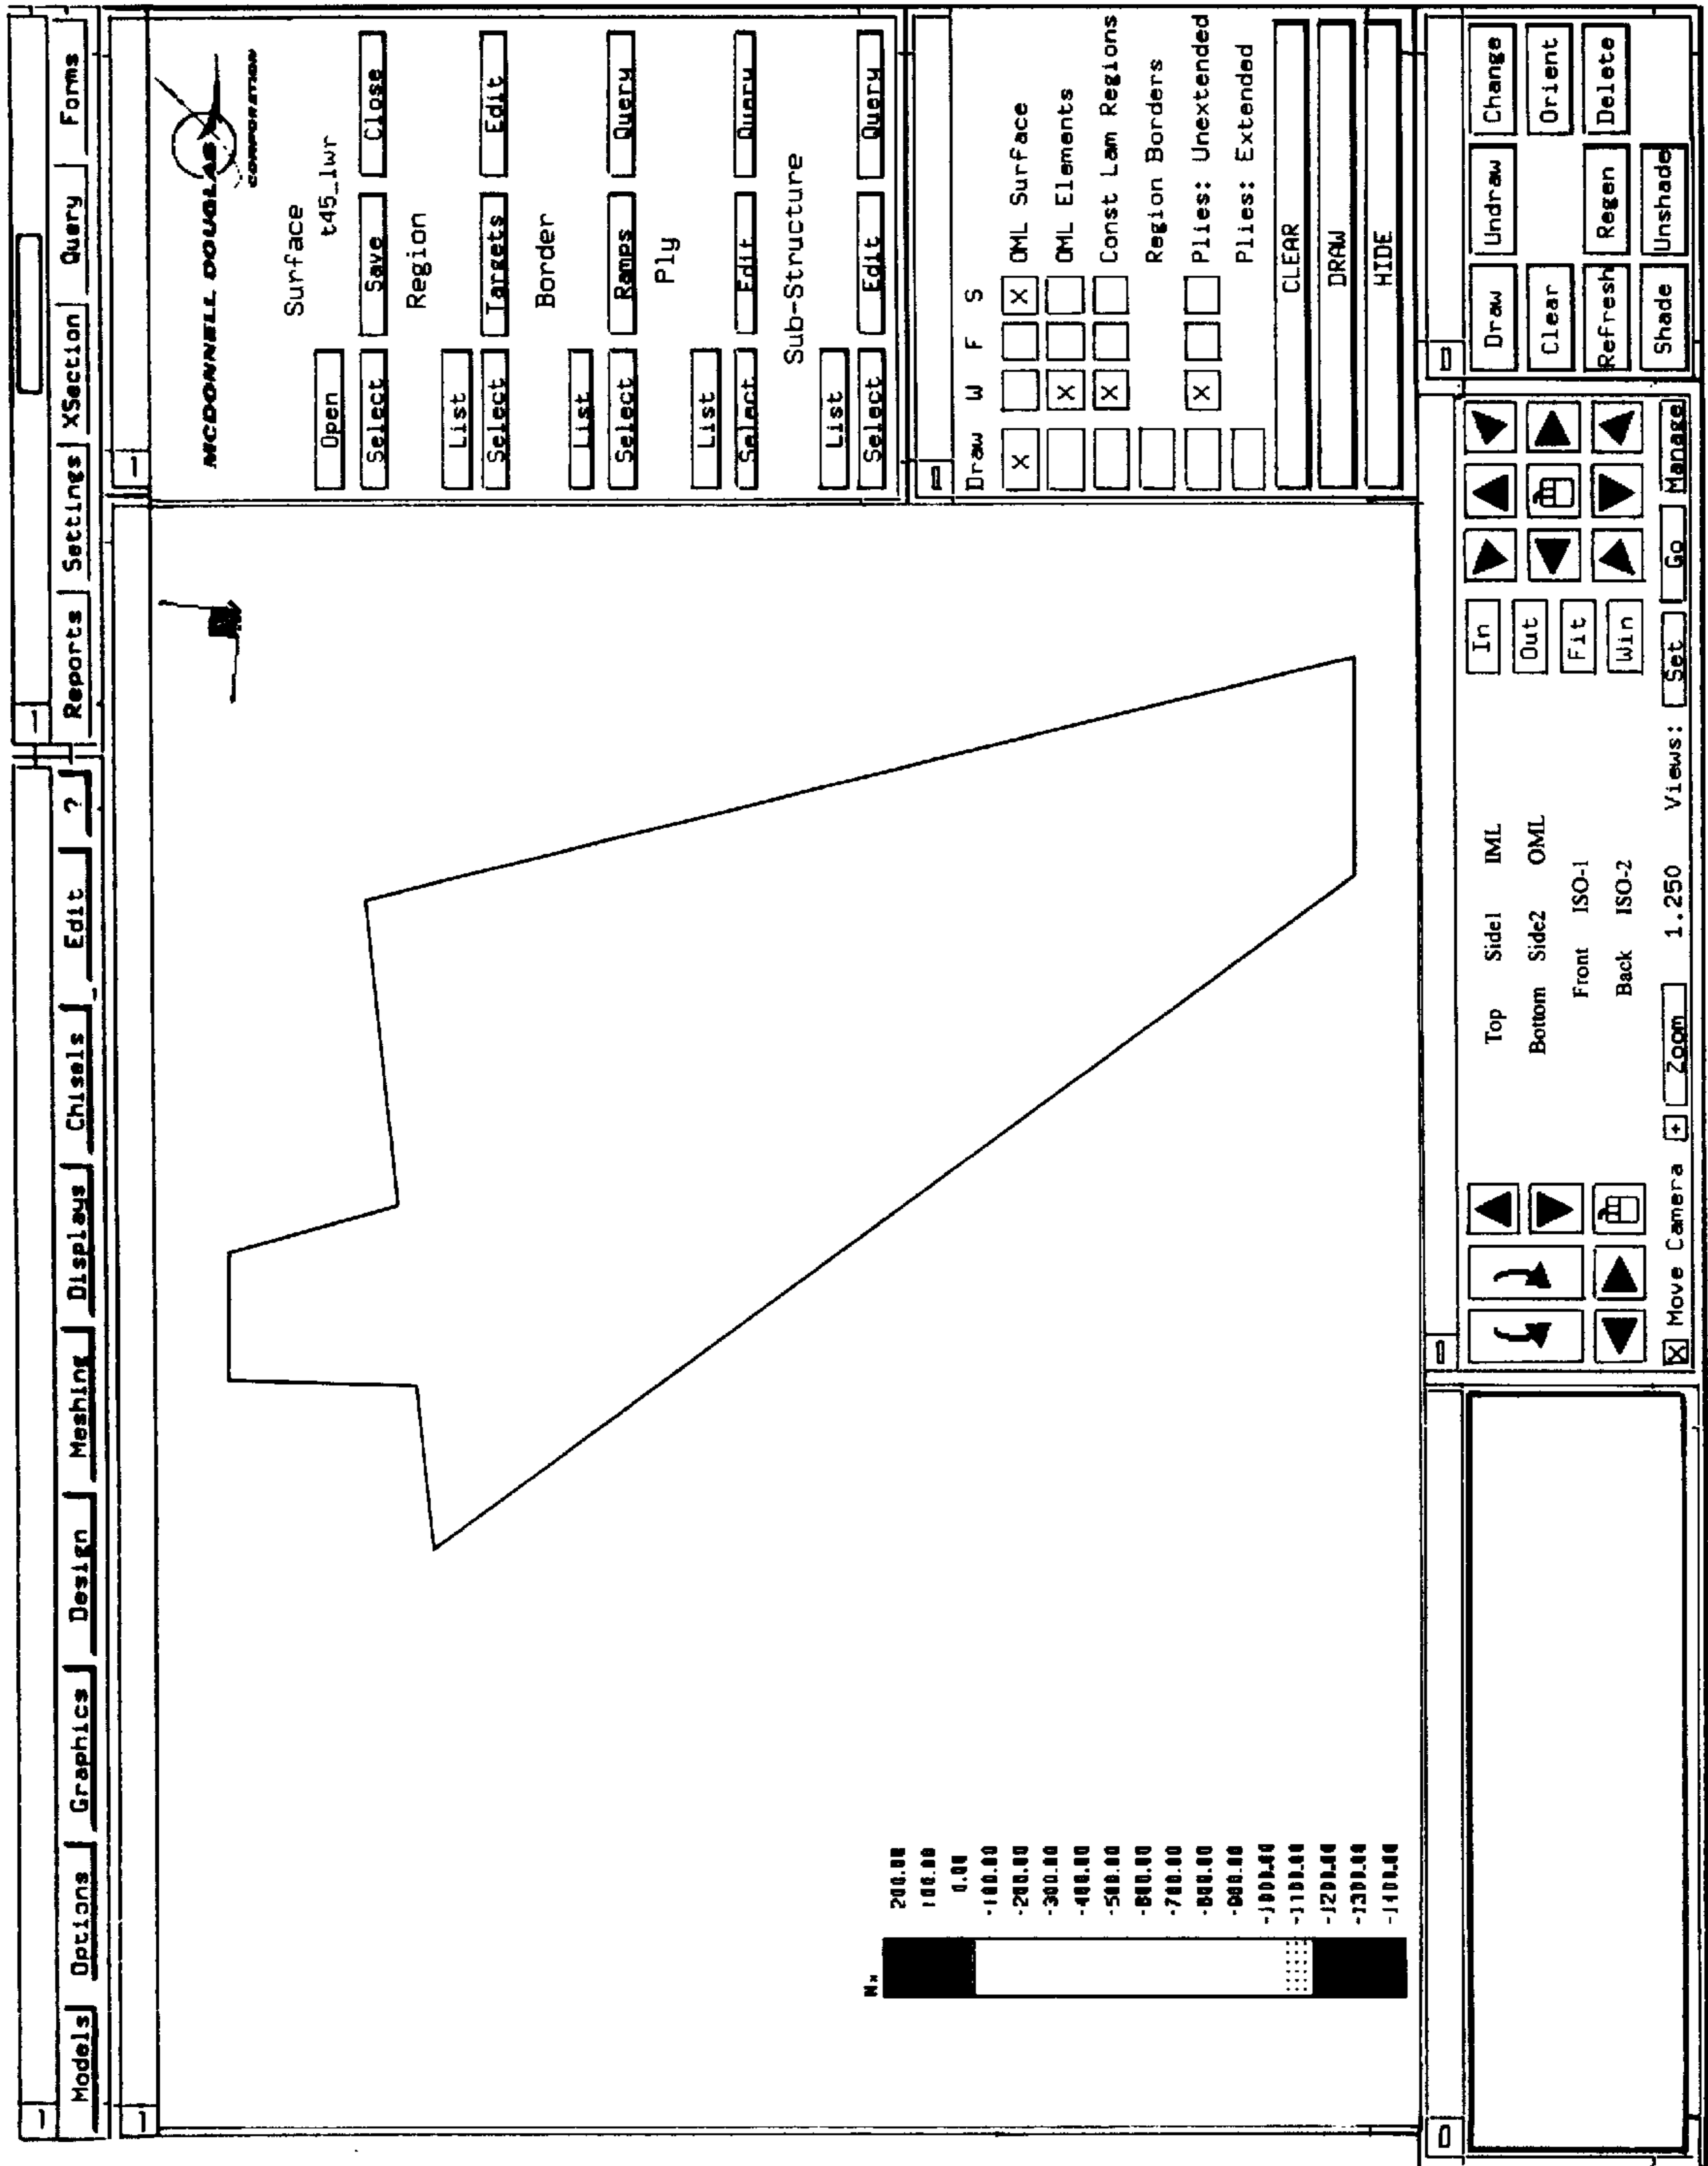 Models Options Graphics Design Meshing Displays Chisels Edit ?
Reports Settings XSection Query Forms
MCDONNELL DOUGLAS
CORPORATION
Surface
Open t45_lwr
Select Save Close
Region
List
Select Targets Edit
Border
List
Select Ramps Query
Ply
List
Select Edit Query
Sub-Structure
List
Select Edit Query
Nx
200.00
100.00
0.00
-100.00
-200.00
-300.00
-400.00
-500.00
-600.00
-700.00
-800.00
-900.00
-1000.00
-1100.00
-1200.00
-1300.00
-1400.00
Draw W F S
X X OML Surface
X OML Elements
X Const Lam Regions
Region Borders
X Plies: Unextended
Plies: Extended
CLEAR
DRAW
HIDE
Top Side1 IML In
Bottom Side2 OML Out
Front ISO-1 Fit
Back ISO-2 Win
X Move Camera + Zoom 1.250 Views: Set Go Manage
Draw Undraw Change
Clear Orient
Refresh Regen Delete
Shade Unshade